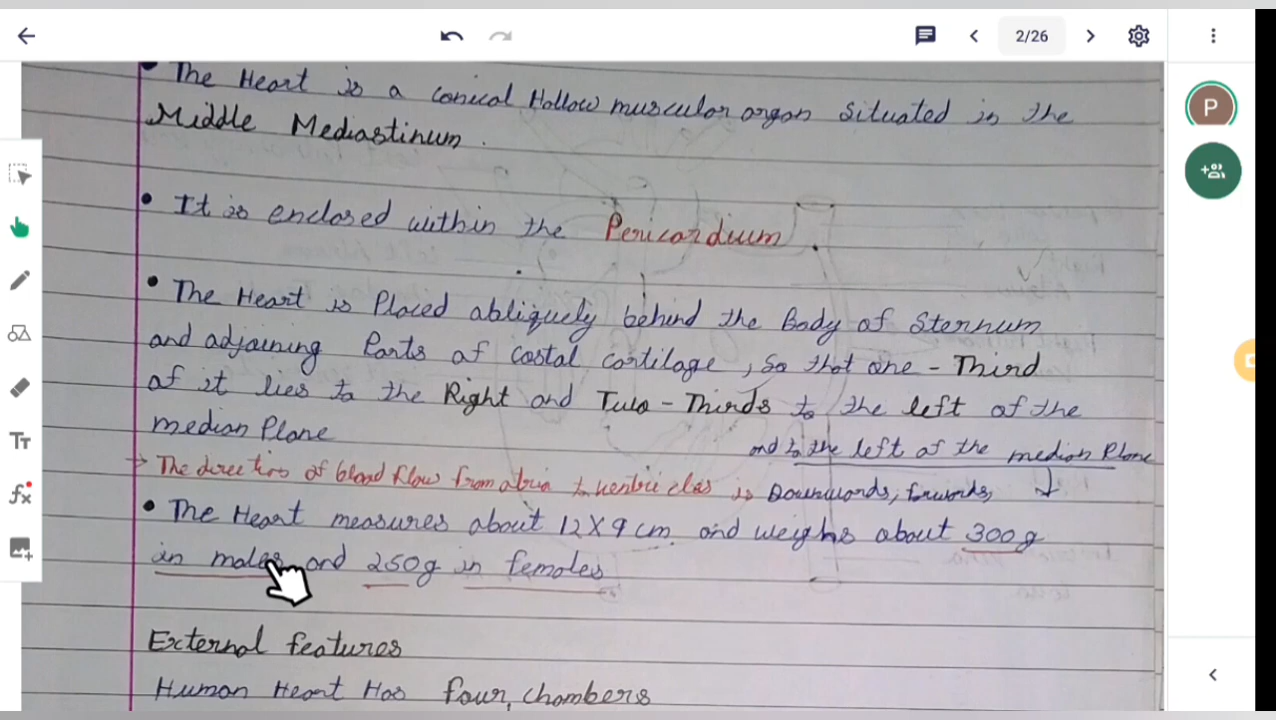 2/26
P
• The Heart is a conical Hollow muscular organ situated in the
Middle Mediastinum.
• It is enclosed within the Pericardium.
• The Heart is Placed obliquely behind the Body of Sternum
and adjoining Parts of costal cartilage, so that one-Third
of it lies to the Right and Two-Thirds to the left of the
median Plane
and to the left of the median Plane
→ The direction of blood flow from atria to ventricles is Downwards, forwards,
• The Heart measures about 12X9 cm and weighs about 300g
in males and 250g in females
External features
Human Heart Has four, chambers
Tт
fx